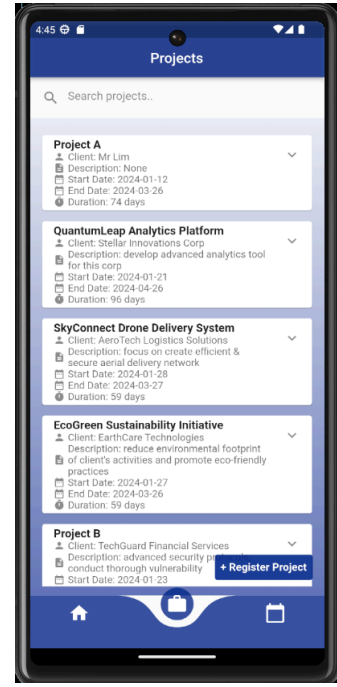 4:45
Projects
Search projects..
Project A
Client: Mr Lim
Description: None
Start Date: 2024-01-12
End Date: 2024-03-26
Duration: 74 days
QuantumLeap Analytics Platform
Client: Stellar Innovations Corp
Description: develop advanced analytics tool
for this corp
Start Date: 2024-01-21
End Date: 2024-04-26
Duration: 96 days
SkyConnect Drone Delivery System
Client: AeroTech Logistics Solutions
Description: focus on create efficient &
secure aerial delivery network
Start Date: 2024-01-28
End Date: 2024-03-27
Duration: 59 days
EcoGreen Sustainability Initiative
Client: EarthCare Technologies
Description: reduce environmental footprint
of client's activities and promote eco-friendly
practices
Start Date: 2024-01-27
End Date: 2024-03-26
Duration: 59 days
Project B
Client: TechGuard Financial Services
Description: advanced security protocols,
conduct thorough vulnerability
+ Register Project
Start Date: 2024-01-23